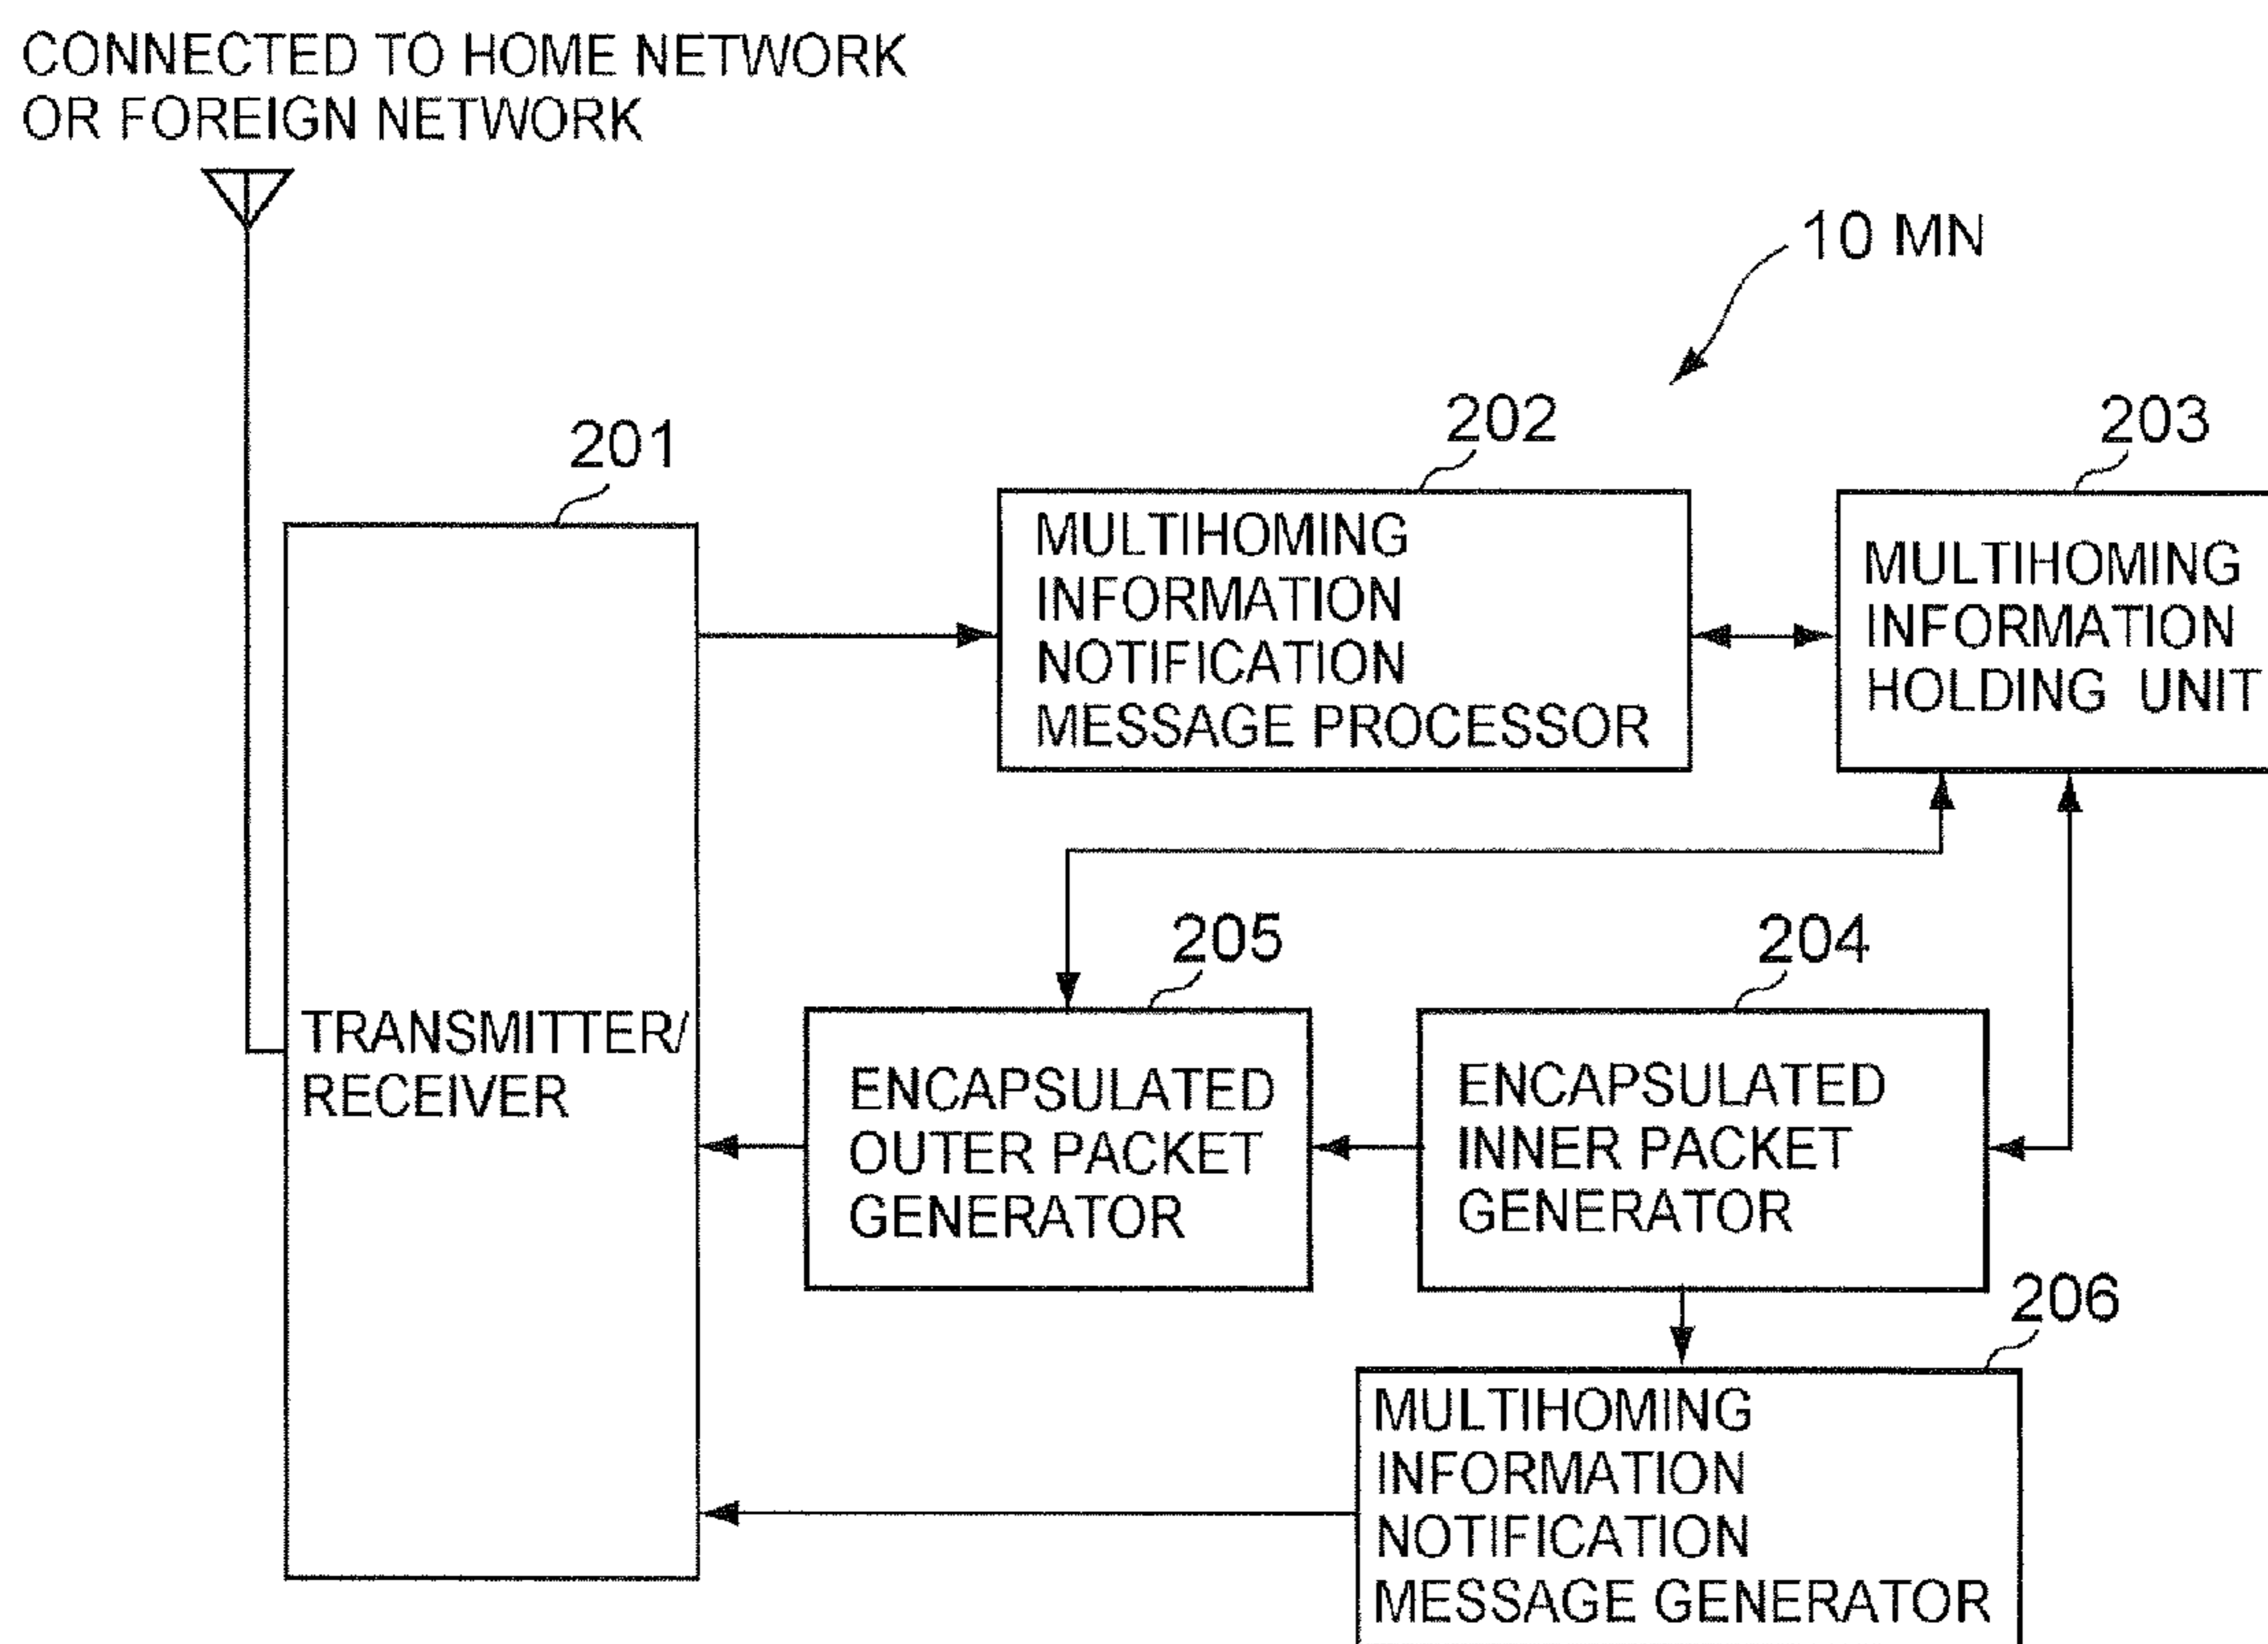 CONNECTED TO HOME NETWORK
OR FOREIGN NETWORK
10 MN
201
202
203
MULTIHOMING
INFORMATION
NOTIFICATION
MESSAGE PROCESSOR
MULTIHOMING
INFORMATION
HOLDING UNIT
205
204
TRANSMITTER/
RECEIVER
ENCAPSULATED
OUTER PACKET
GENERATOR
ENCAPSULATED
INNER PACKET
GENERATOR
206
MULTIHOMING
INFORMATION
NOTIFICATION
MESSAGE GENERATOR